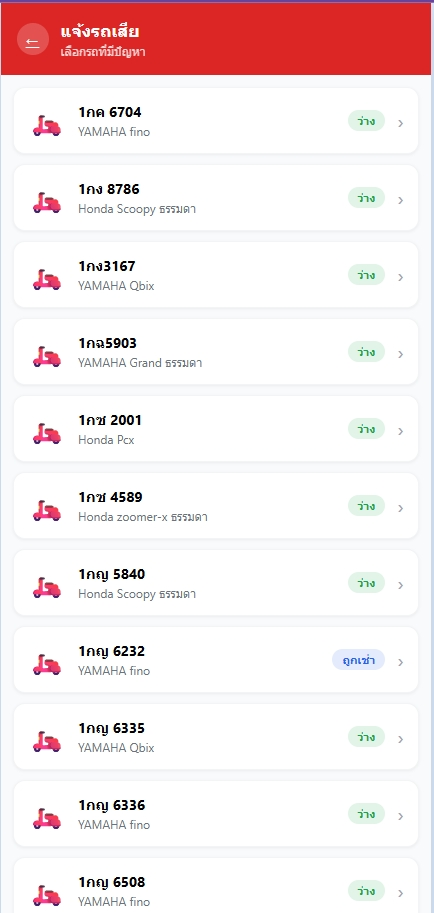 ←
แจ้งรถเสีย
เลือกรถที่มีปัญหา
1กค 6704
YAMAHA fino
ว่าง
1กง 8786
Honda Scoopy ธรรมดา
ว่าง
1กง3167
YAMAHA Qbix
ว่าง
1กฉ5903
YAMAHA Grand ธรรมดา
ว่าง
1กช 2001
Honda Pcx
ว่าง
1กช 4589
Honda zoomer-x ธรรมดา
ว่าง
1กญ 5840
Honda Scoopy ธรรมดา
ว่าง
1กญ 6232
YAMAHA fino
ถูกเช่า
1กญ 6335
YAMAHA Qbix
ว่าง
1กญ 6336
YAMAHA fino
ว่าง
1กญ 6508
YAMAHA fino
ว่าง